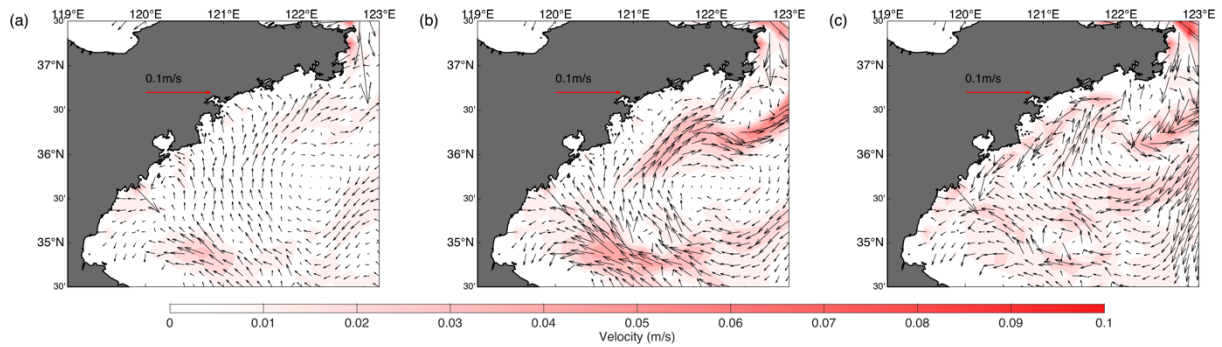 (a) 119°E 120°E 121°E 122°E 123°E (b) 119°E 120°E 121°E 122°E 123°E (c) 119°E 120°E 121°E 122°E 123°E
30' 30' 30'
37°N 37°N 37°N
0.1m/s 0.1m/s 0.1m/s
30' 30' 30'
36°N 36°N 36°N
30' 30' 30'
35°N 35°N 35°N
30' 30' 30'
0 0.01 0.02 0.03 0.04 0.05 0.06 0.07 0.08 0.09 0.1
Velocity (m/s)